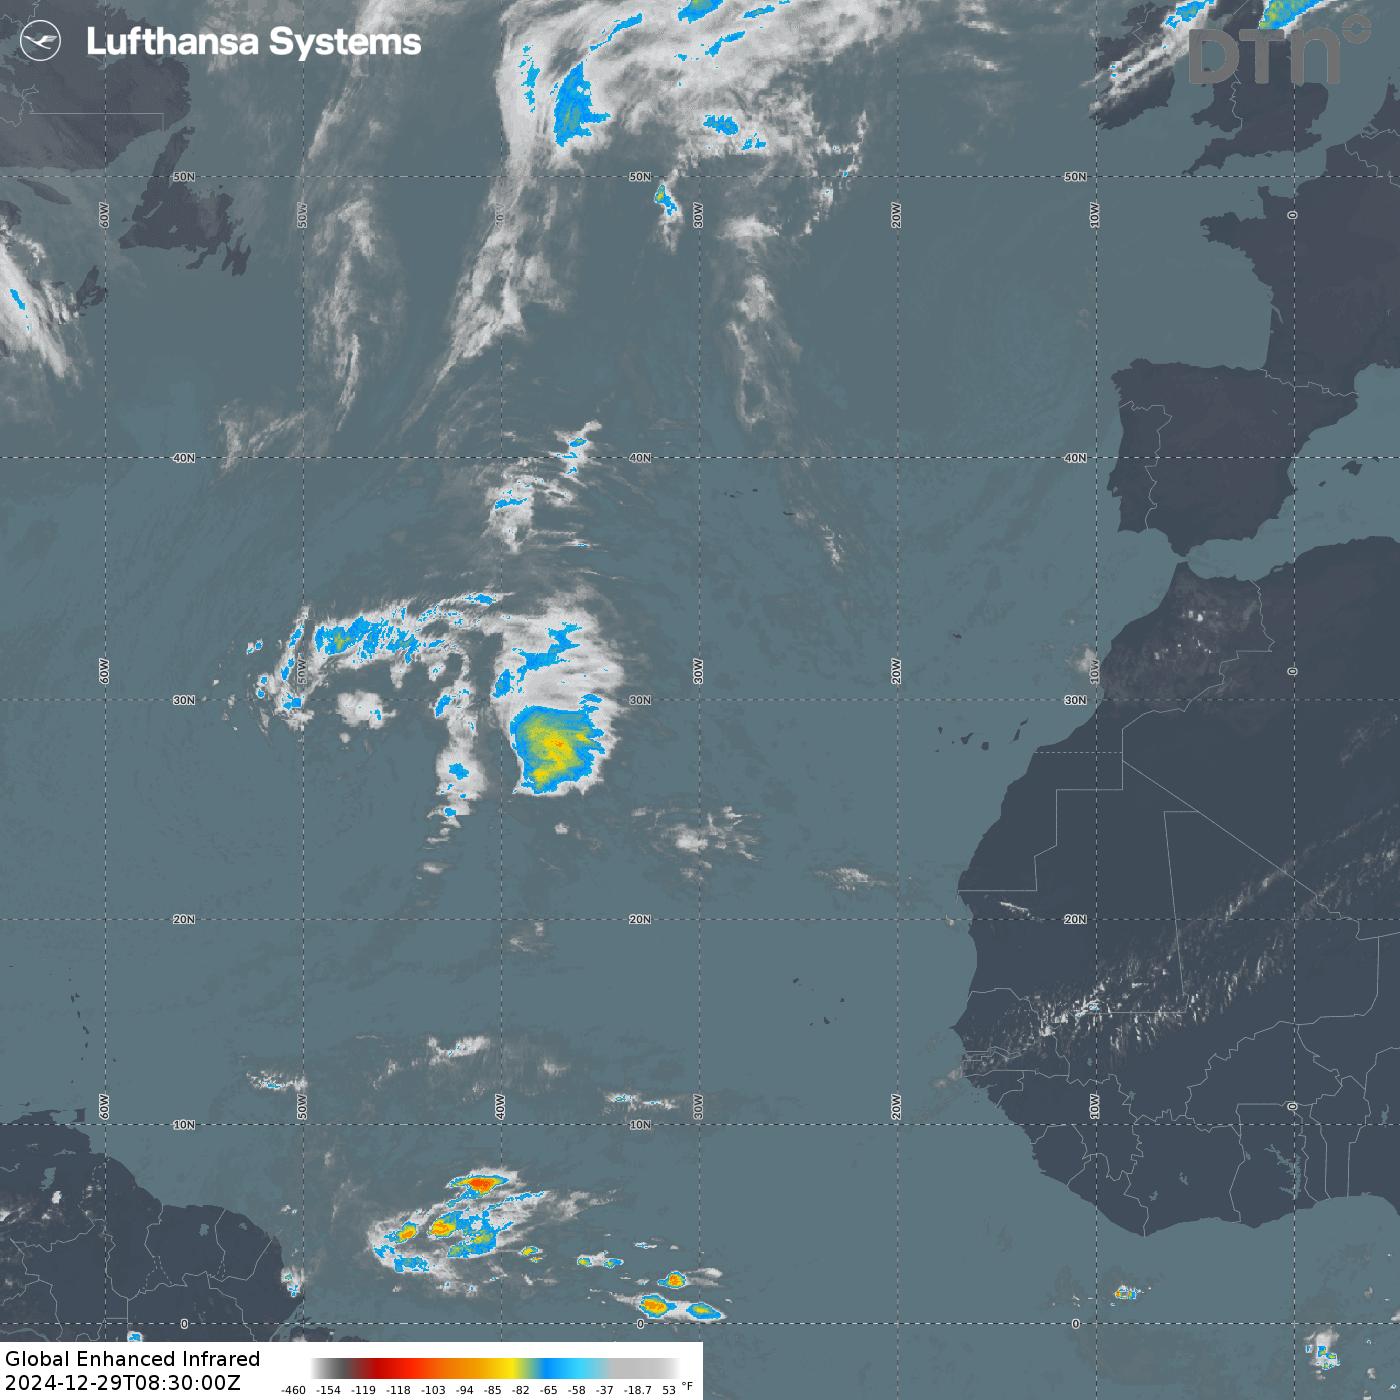 Lufthansa Systems
DTN
50N 50N 50N
60W 50W 40W 30W 20W 10W 0
40N 40N 40N
60W 50W 30W 20W 10W 0
30N 30N 30N
20N 20N 20N
60W 50W 40W 30W 20W 10W 0
10N 10N
0 0 0
Global Enhanced Infrared
2024-12-29T08:30:00Z
-460 -154 -119 -118 -103 -94 -85 -82 -65 -58 -37 -18.7 53 °F